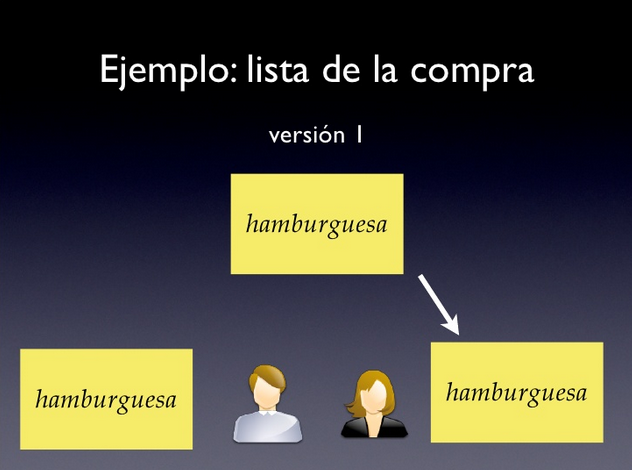 Ejemplo: lista de la compra
versión 1
hamburguesa
hamburguesa
hamburguesa